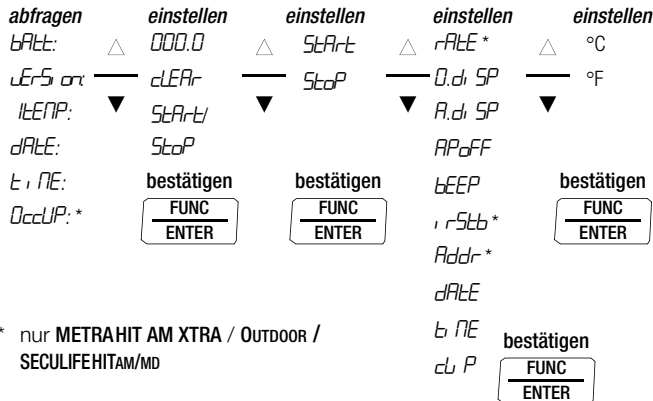 abfragen einstellen einstellen einstellen einstellen
bAtt: 000.0 StArt rAtE * °C
vErSion: clEAr StoP 0.diSP °F
1tEMP: StArt/ A.diSP
dAtE: StoP APoFF
tiME: bestätigen bestätigen bEEP bestätigen
OccUP: * FUNC FUNC irStb * FUNC
ENTER ENTER Addr * ENTER
dAtE
* nur METRAHIT AM XTRA / OUTDOOR / tiME bestätigen
SECULIFEHITAM/MD cLiP FUNC
ENTER